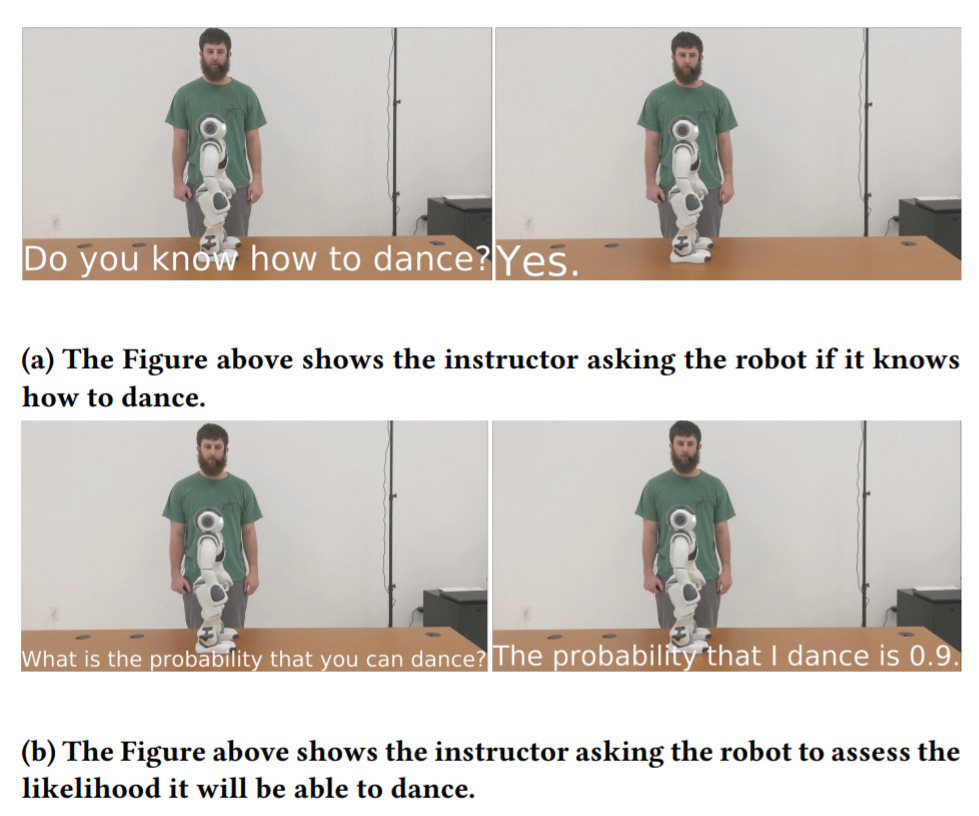 Do you know how to dance?
Yes.
(a) The Figure above shows the instructor asking the robot if it knows
how to dance.
What is the probability that you can dance?
The probability that I dance is 0.9.
(b) The Figure above shows the instructor asking the robot to assess the
likelihood it will be able to dance.